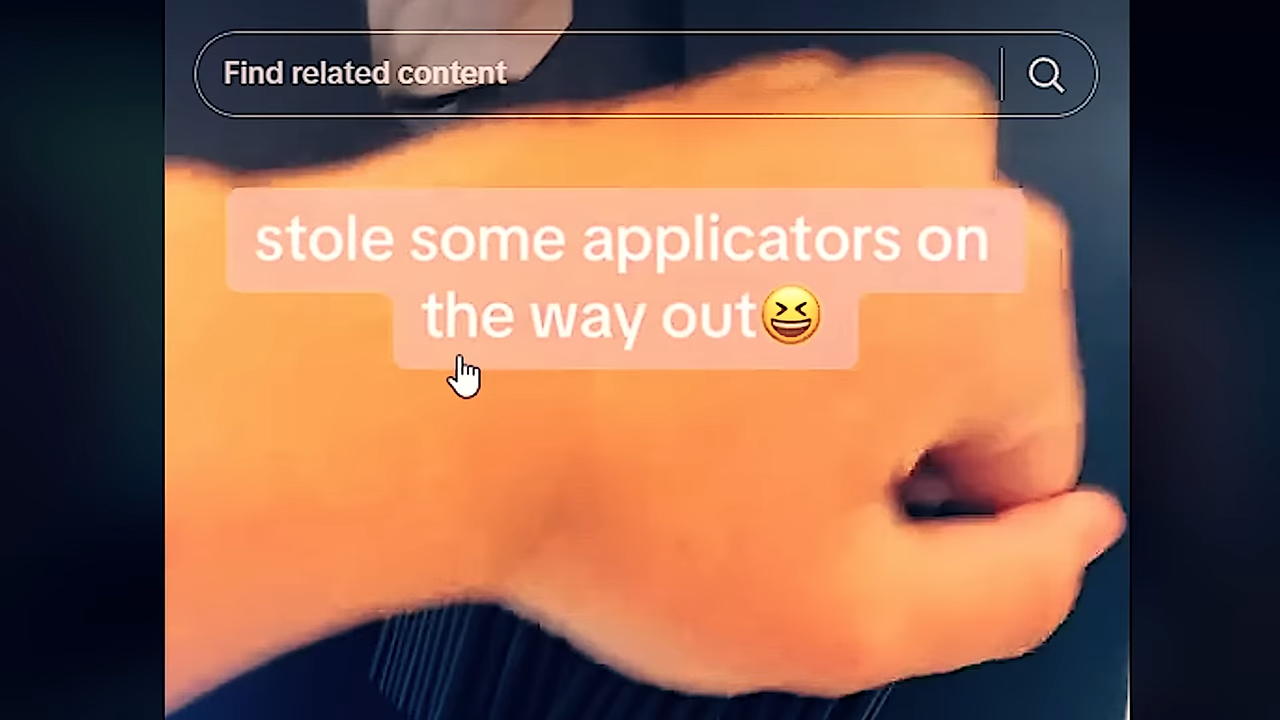 Find related content
stole some applicators on
the way out😆